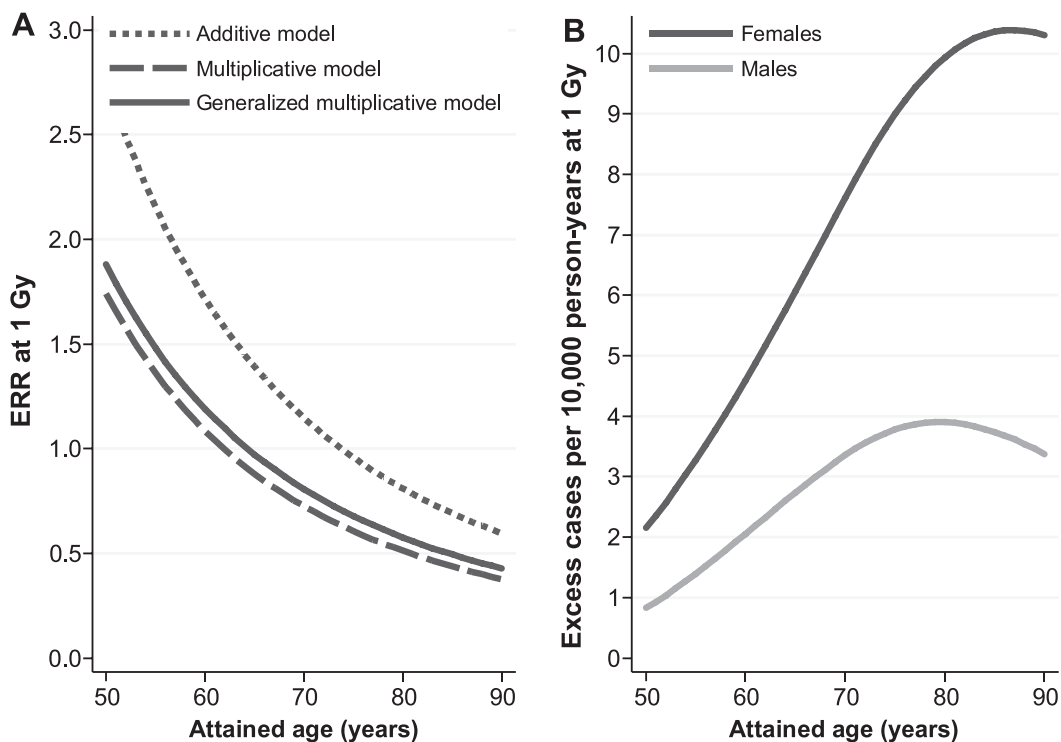 A
Additive model
Multiplicative model
Generalized multiplicative model
ERR at 1 Gy
3.0
2.5
2.0
1.5
1.0
0.5
0.0
50 60 70 80 90
Attained age (years)
B
Females
Males
Excess cases per 10,000 person-years at 1 Gy
10
9
8
7
6
5
4
3
2
1
0
50 60 70 80 90
Attained age (years)